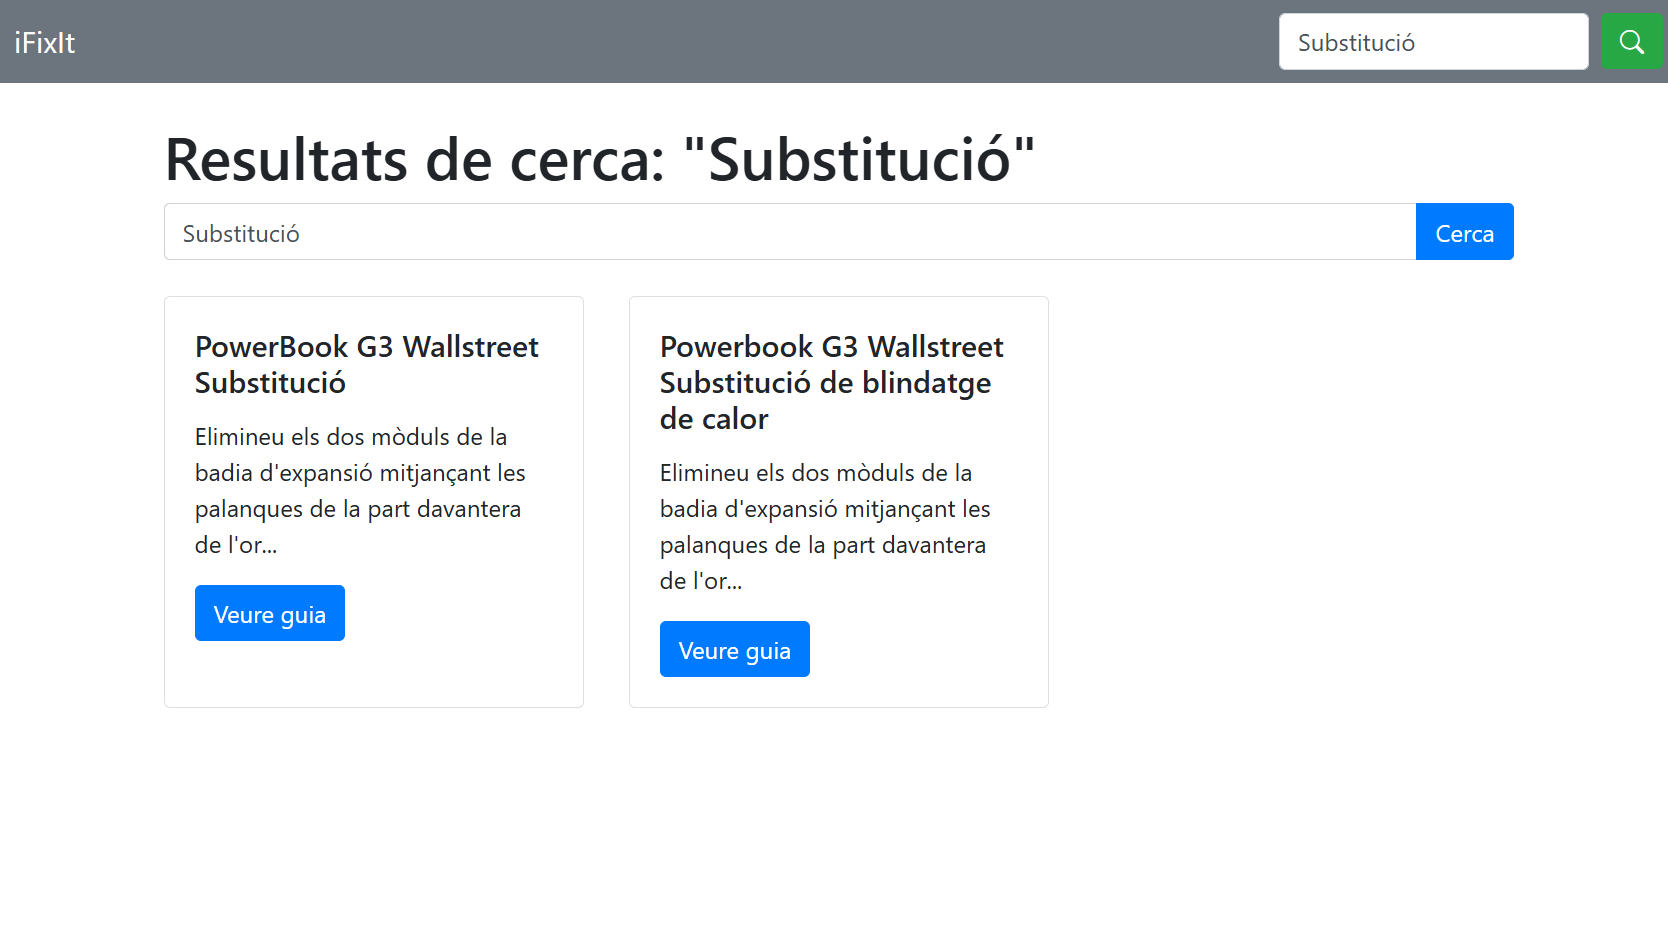 iFixIt
Substitució
Resultats de cerca: "Substitució"
Substitució
Cerca
PowerBook G3 Wallstreet
Substitució
Elimineu els dos mòduls de la
badia d'expansió mitjançant les
palanques de la part davantera
de l'or...
Veure guia
Powerbook G3 Wallstreet
Substitució de blindatge
de calor
Elimineu els dos mòduls de la
badia d'expansió mitjançant les
palanques de la part davantera
de l'or...
Veure guia